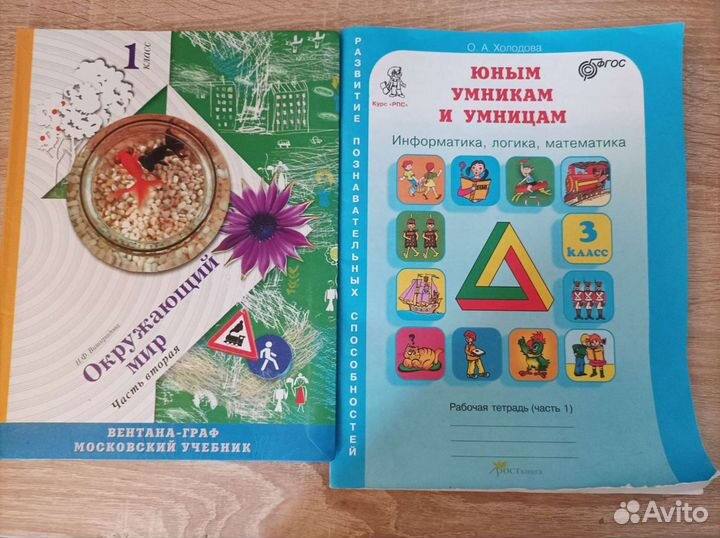 1
класс
Н.Ф. Виноградова
Окружающий
мир
Часть вторая
ВЕНТАНА-ГРАФ
МОСКОВСКИЙ УЧЕБНИК
РАЗВИТИЕ ПОЗНАВАТЕЛЬНЫХ СПОСОБНОСТЕЙ
О. А. Холодова
Курс «РПС»
ФГОС
ЮНЫМ
УМНИКАМ
И УМНИЦАМ
Информатика, логика, математика
3
КЛАСС
Рабочая тетрадь (часть 1)
РОСТкнига
Avito